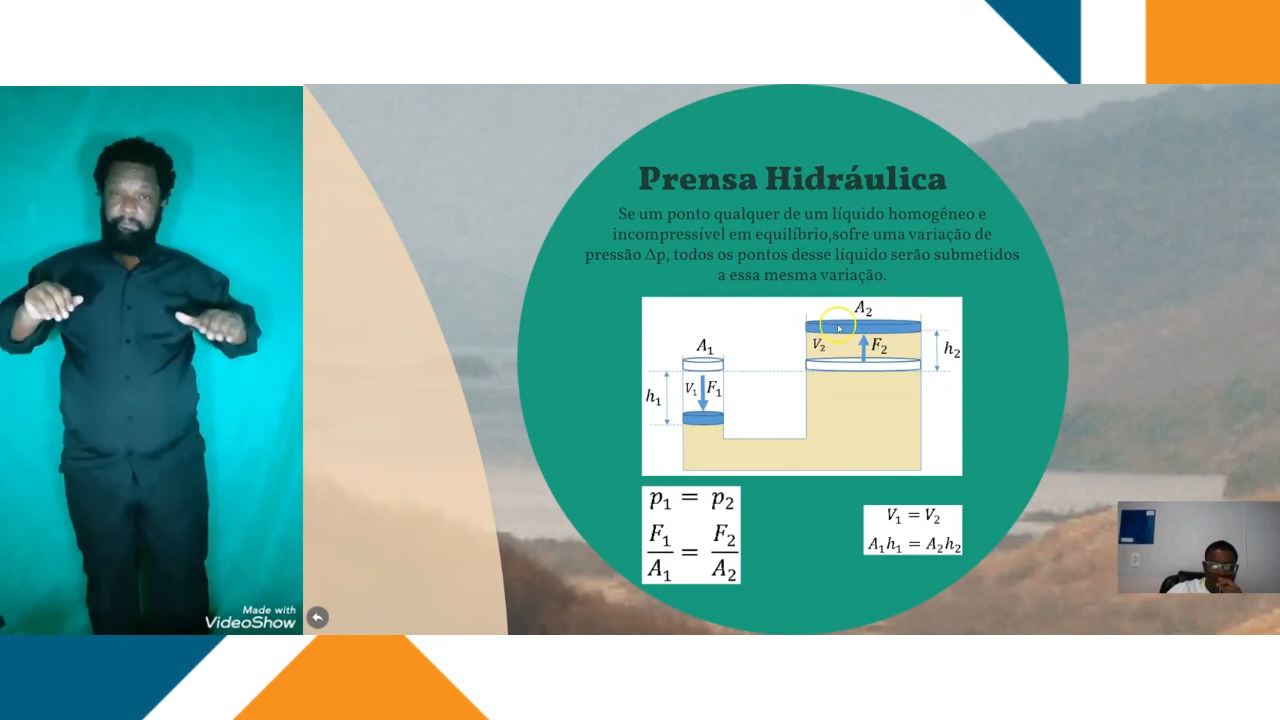 Prensa Hidráulica
Se um ponto qualquer de um líquido homogêneo e
incompressível em equilíbrio,sofre uma variação de
pressão Δp, todos os pontos desse líquido serão submetidos
a essa mesma variação.
A₂
V₂ F₂ h₂
A₁
h₁ V₁ F₁
p₁ = p₂
F₁/A₁ = F₂/A₂
V₁ = V₂
A₁h₁ = A₂h₂
Made with
VideoShow